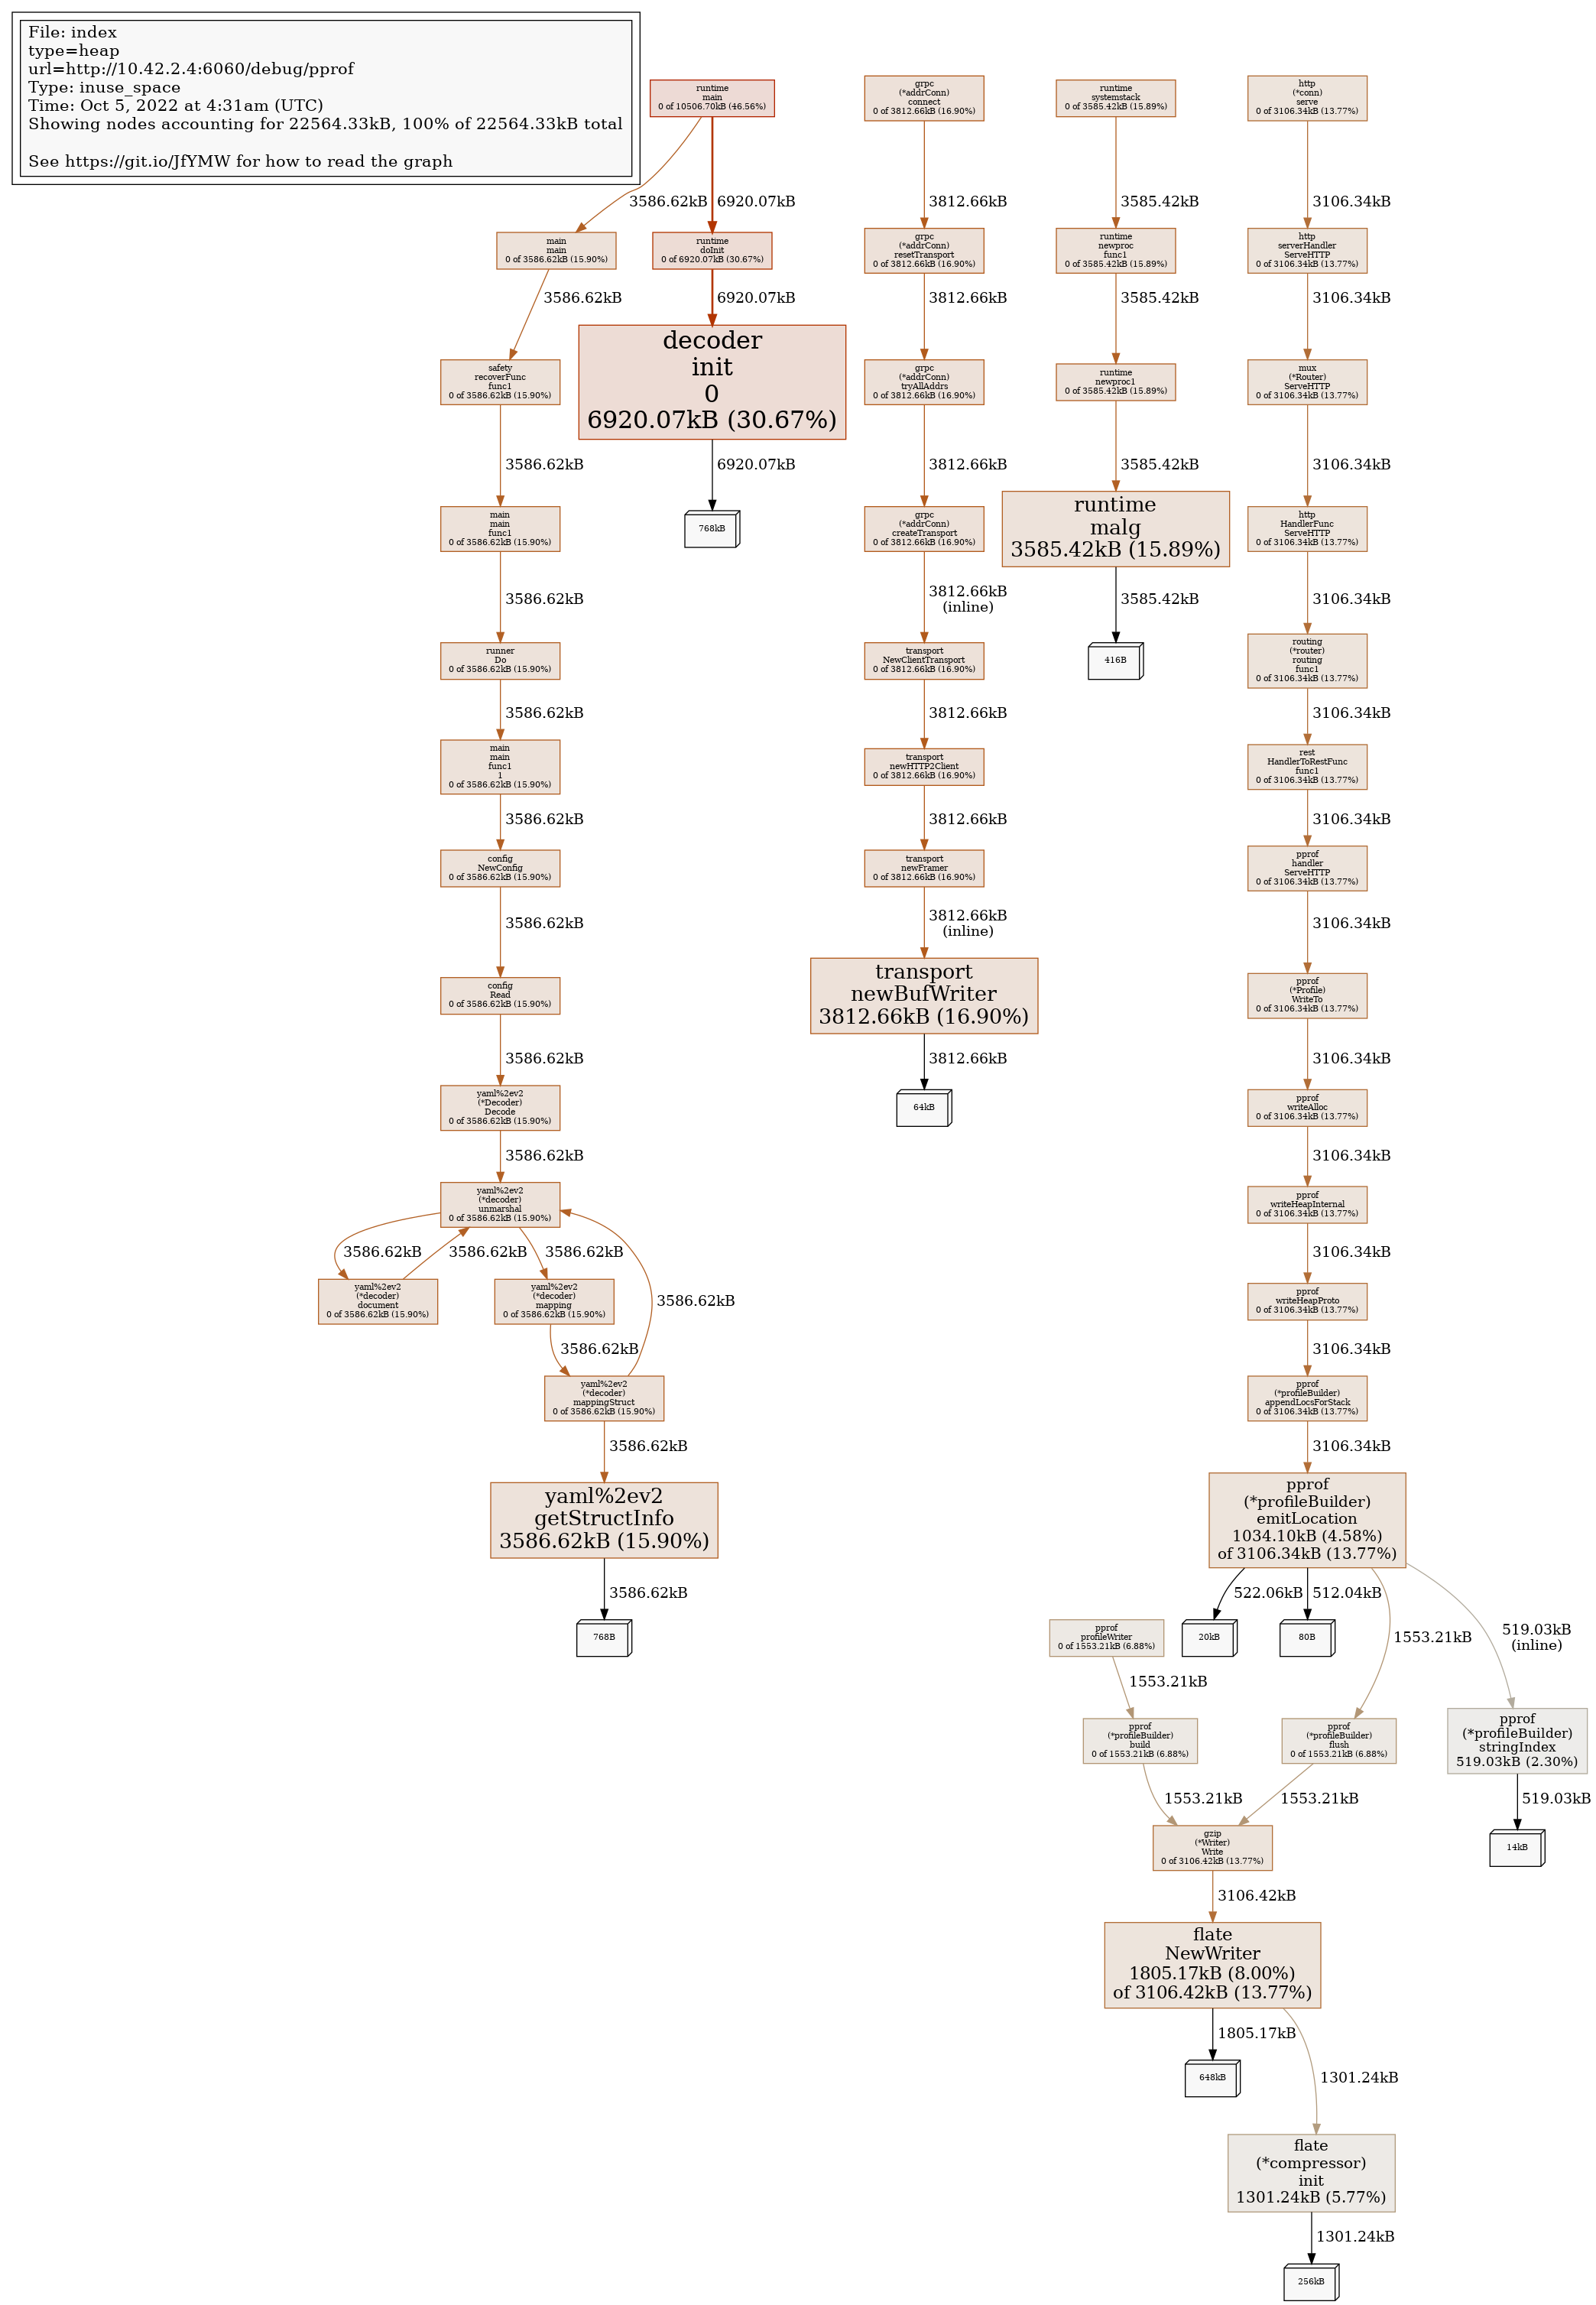 File: index
type=heap
url=http://10.42.2.4:6060/debug/pprof
Type: inuse_space
Time: Oct 5, 2022 at 4:31am (UTC)
Showing nodes accounting for 22564.33kB, 100% of 22564.33kB total
See https://git.io/JfYMW for how to read the graph
runtime
main
0 of 10506.70kB (46.56%)
3586.62kB
6920.07kB
main
main
0 of 3586.62kB (15.90%)
runtime
doInit
0 of 6920.07kB (30.67%)
3586.62kB
6920.07kB
safety
recoverFunc
func1
0 of 3586.62kB (15.90%)
decoder
init
0
6920.07kB (30.67%)
3586.62kB
6920.07kB
768kB
main
main
func1
0 of 3586.62kB (15.90%)
3586.62kB
runner
Do
0 of 3586.62kB (15.90%)
3586.62kB
main
main
func1
1
0 of 3586.62kB (15.90%)
3586.62kB
config
NewConfig
0 of 3586.62kB (15.90%)
3586.62kB
config
Read
0 of 3586.62kB (15.90%)
3586.62kB
yaml%2ev2
(*Decoder)
Decode
0 of 3586.62kB (15.90%)
3586.62kB
yaml%2ev2
(*decoder)
unmarshal
0 of 3586.62kB (15.90%)
3586.62kB
3586.62kB
3586.62kB
yaml%2ev2
(*decoder)
document
0 of 3586.62kB (15.90%)
yaml%2ev2
(*decoder)
mapping
0 of 3586.62kB (15.90%)
3586.62kB
3586.62kB
yaml%2ev2
(*decoder)
mappingStruct
0 of 3586.62kB (15.90%)
3586.62kB
yaml%2ev2
getStructInfo
3586.62kB (15.90%)
3586.62kB
768B
grpc
(*addrConn)
connect
0 of 3812.66kB (16.90%)
3812.66kB
grpc
(*addrConn)
resetTransport
0 of 3812.66kB (16.90%)
3812.66kB
grpc
(*addrConn)
tryAllAddrs
0 of 3812.66kB (16.90%)
3812.66kB
grpc
(*addrConn)
createTransport
0 of 3812.66kB (16.90%)
3812.66kB
(inline)
transport
NewClientTransport
0 of 3812.66kB (16.90%)
3812.66kB
transport
newHTTP2Client
0 of 3812.66kB (16.90%)
3812.66kB
transport
newFramer
0 of 3812.66kB (16.90%)
3812.66kB
(inline)
transport
newBufWriter
3812.66kB (16.90%)
3812.66kB
64kB
runtime
systemstack
0 of 3585.42kB (15.89%)
3585.42kB
runtime
newproc
func1
0 of 3585.42kB (15.89%)
3585.42kB
runtime
newproc1
0 of 3585.42kB (15.89%)
3585.42kB
runtime
malg
3585.42kB (15.89%)
3585.42kB
416B
http
(*conn)
serve
0 of 3106.34kB (13.77%)
3106.34kB
http
serverHandler
ServeHTTP
0 of 3106.34kB (13.77%)
3106.34kB
mux
(*Router)
ServeHTTP
0 of 3106.34kB (13.77%)
3106.34kB
http
HandlerFunc
ServeHTTP
0 of 3106.34kB (13.77%)
3106.34kB
routing
(*router)
routing
func1
0 of 3106.34kB (13.77%)
3106.34kB
rest
HandlerToRestFunc
func1
0 of 3106.34kB (13.77%)
3106.34kB
pprof
handler
ServeHTTP
0 of 3106.34kB (13.77%)
3106.34kB
pprof
(*Profile)
WriteTo
0 of 3106.34kB (13.77%)
3106.34kB
pprof
writeAlloc
0 of 3106.34kB (13.77%)
3106.34kB
pprof
writeHeapInternal
0 of 3106.34kB (13.77%)
3106.34kB
pprof
writeHeapProto
0 of 3106.34kB (13.77%)
3106.34kB
pprof
(*profileBuilder)
appendLocsForStack
0 of 3106.34kB (13.77%)
3106.34kB
pprof
(*profileBuilder)
emitLocation
1034.10kB (4.58%)
of 3106.34kB (13.77%)
522.06kB
512.04kB
1553.21kB
519.03kB
(inline)
20kB
80B
pprof
profileWriter
0 of 1553.21kB (6.88%)
1553.21kB
pprof
(*profileBuilder)
build
0 of 1553.21kB (6.88%)
pprof
(*profileBuilder)
flush
0 of 1553.21kB (6.88%)
pprof
(*profileBuilder)
stringIndex
519.03kB (2.30%)
1553.21kB
1553.21kB
519.03kB
14kB
gzip
(*Writer)
Write
0 of 3106.42kB (13.77%)
3106.42kB
flate
NewWriter
1805.17kB (8.00%)
of 3106.42kB (13.77%)
1805.17kB
1301.24kB
648kB
flate
(*compressor)
init
1301.24kB (5.77%)
1301.24kB
256kB